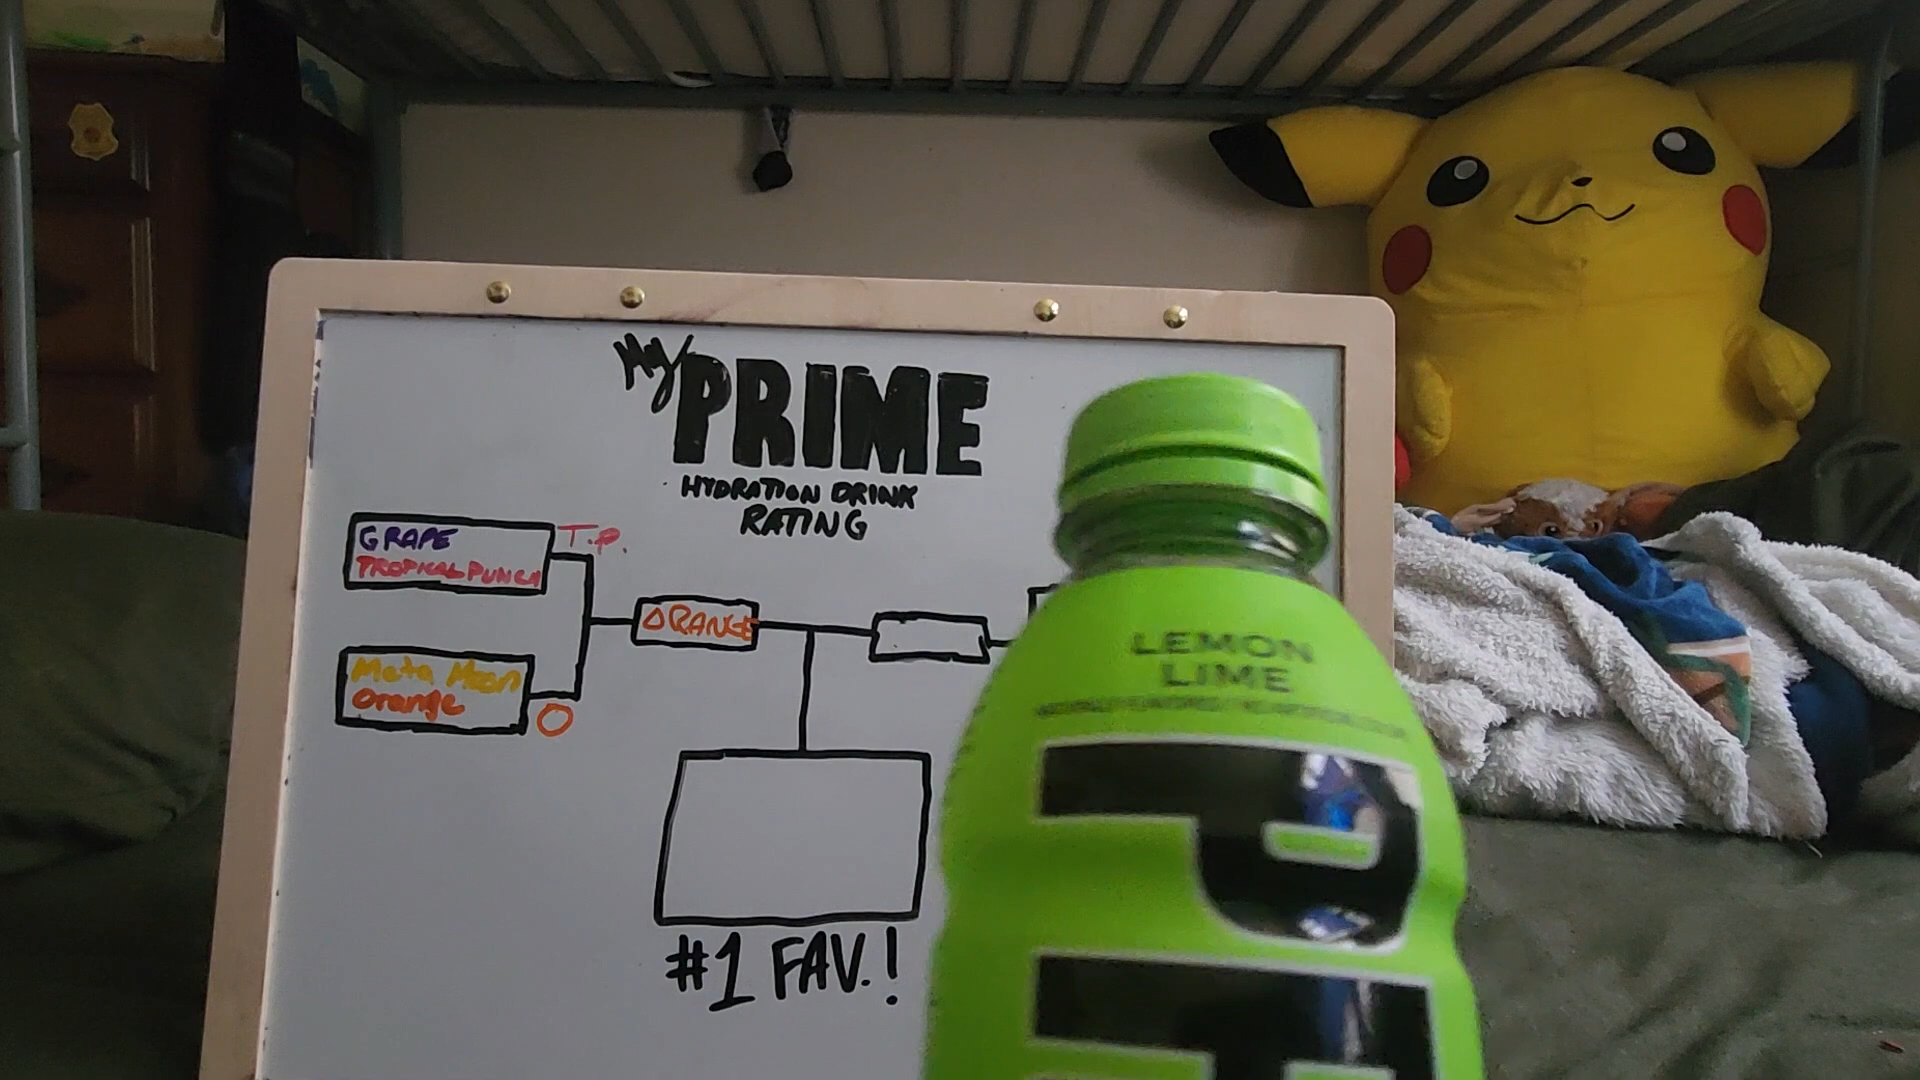 My PRIME
HYDRATION DRINK
RATING
GRAPE
TROPICAL PUNCH
T.P.
Meta Moon
Orange
O
ORANGE
#1 FAV.!
LEMON
LIME